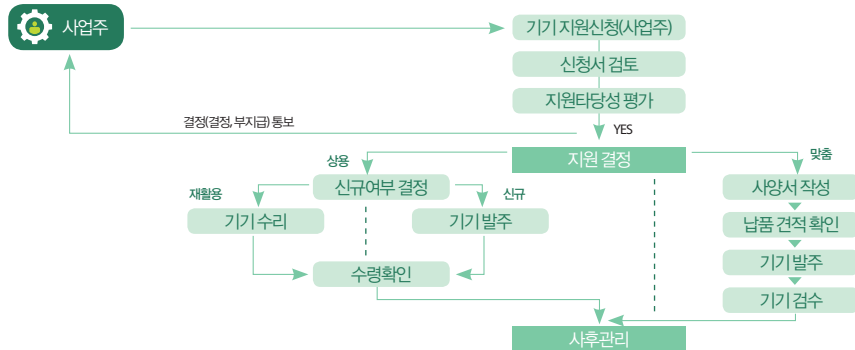 사업주
기기 지원신청(사업주)
신청서 검토
지원타당성 평가
결정(결정, 부지급) 통보
YES
지원 결정
상용
맞춤
신규여부 결정
사양서 작성
재활용
신규
기기 수리
기기 발주
납품 견적 확인
기기 발주
수령확인
기기 검수
사후관리